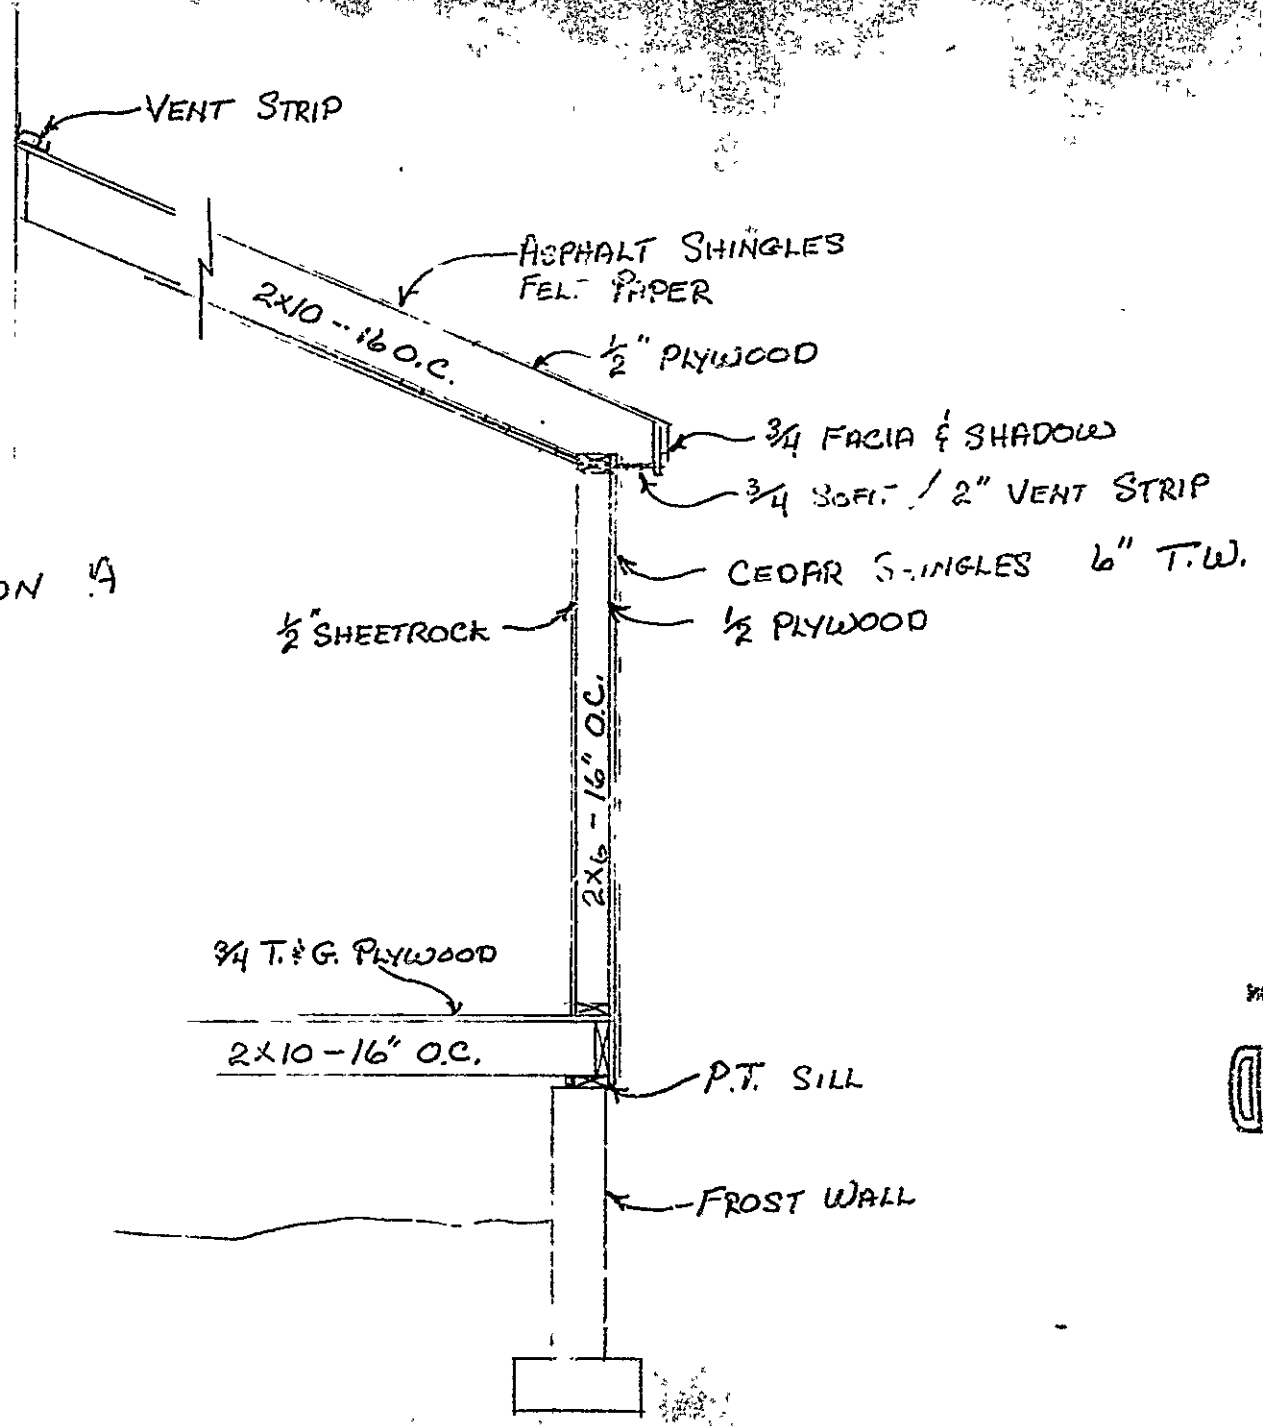 VENT STRIP
ASPHALT SHINGLES
FELT PAPER
2x10 -- 16 O.C.
1/2" PLYWOOD
3/4 FACIA & SHADOW
3/4 SOFIT / 2" VENT STRIP
CEDAR SHINGLES 6" T.W.
ON A
1/2" SHEETROCK
1/2 PLYWOOD
2x6 - 16" O.C.
3/4 T.&G. PLYWOOD
2x10 - 16" O.C.
P.T. SILL
FROST WALL